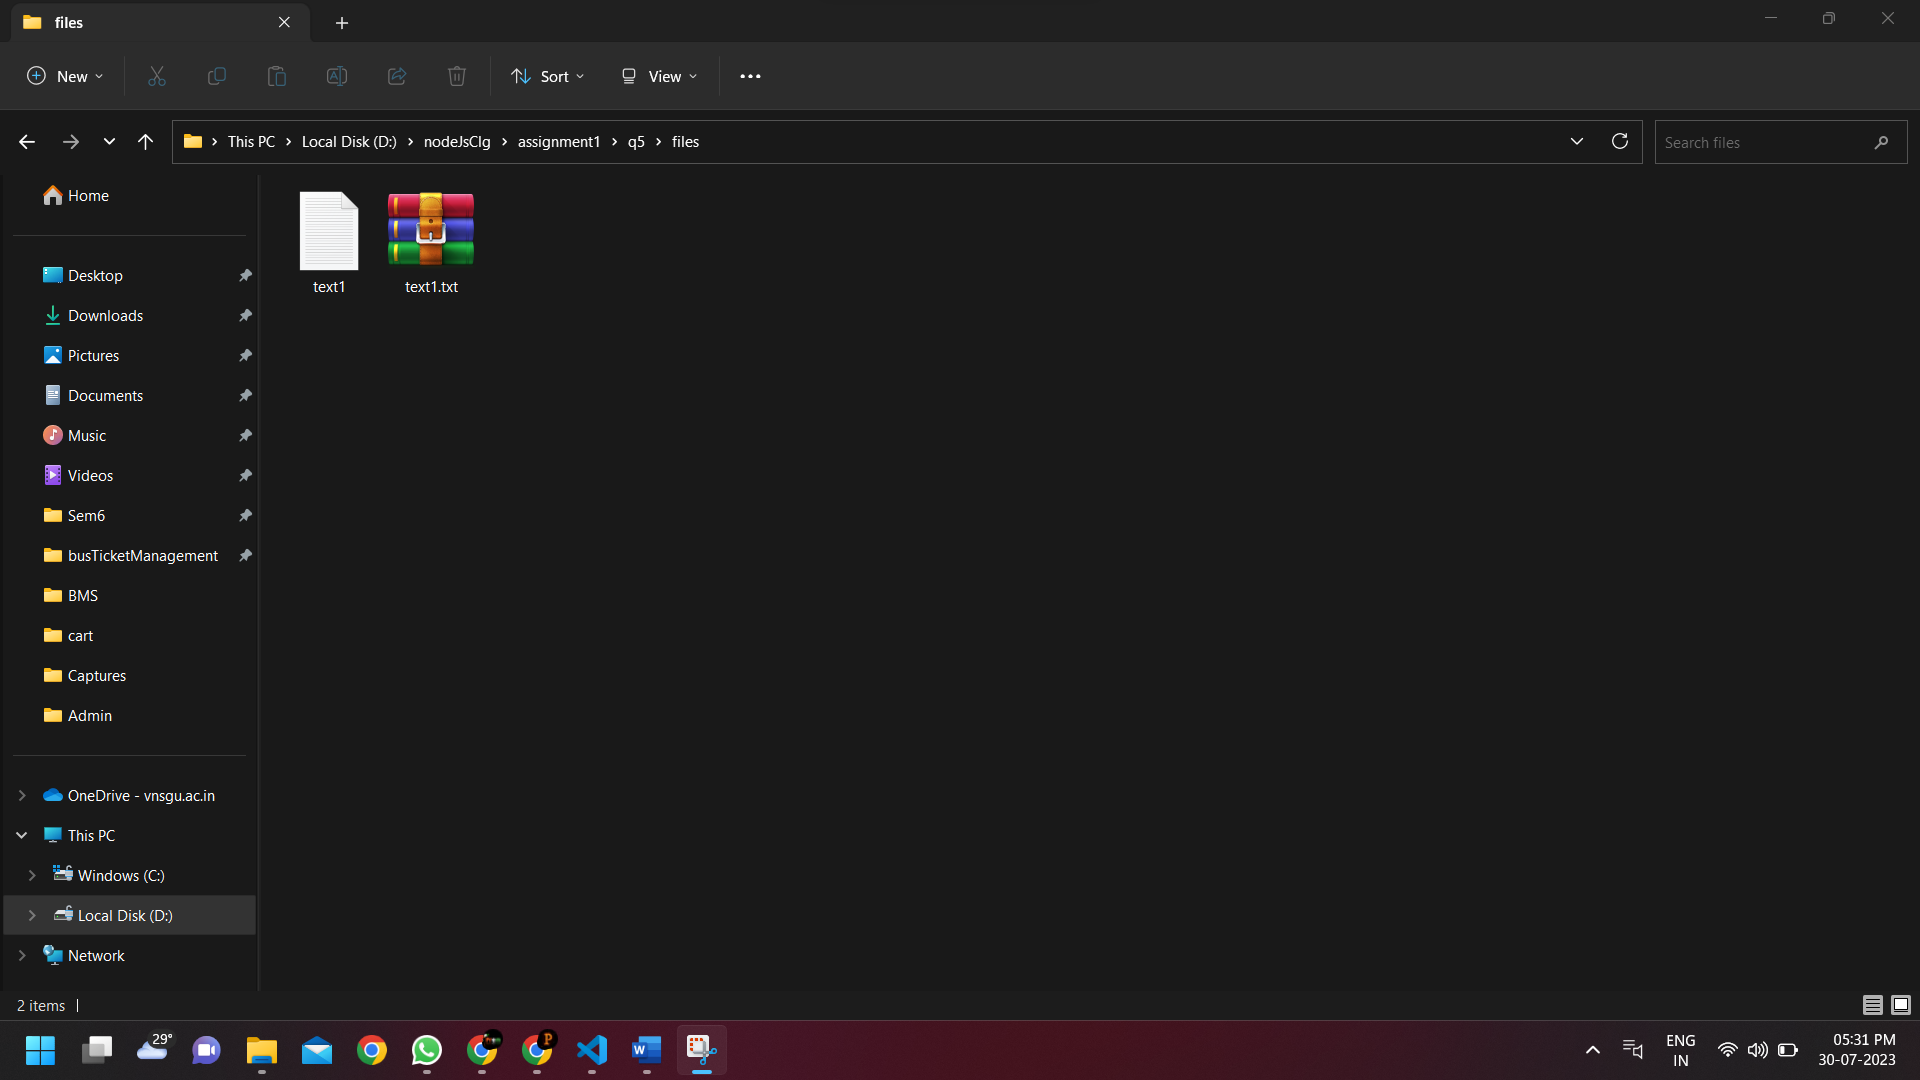 files
New
Sort
View
This PC
Local Disk (D:)
nodeJsClg
assignment1
q5
files
Search files
Home
Desktop
Downloads
Pictures
Documents
Music
Videos
Sem6
busTicketManagement
BMS
cart
Captures
Admin
OneDrive - vnsgu.ac.in
This PC
Windows (C:)
Local Disk (D:)
Network
text1
text1.txt
2 items
29°
P
W
ENG
IN
05:31 PM
30-07-2023